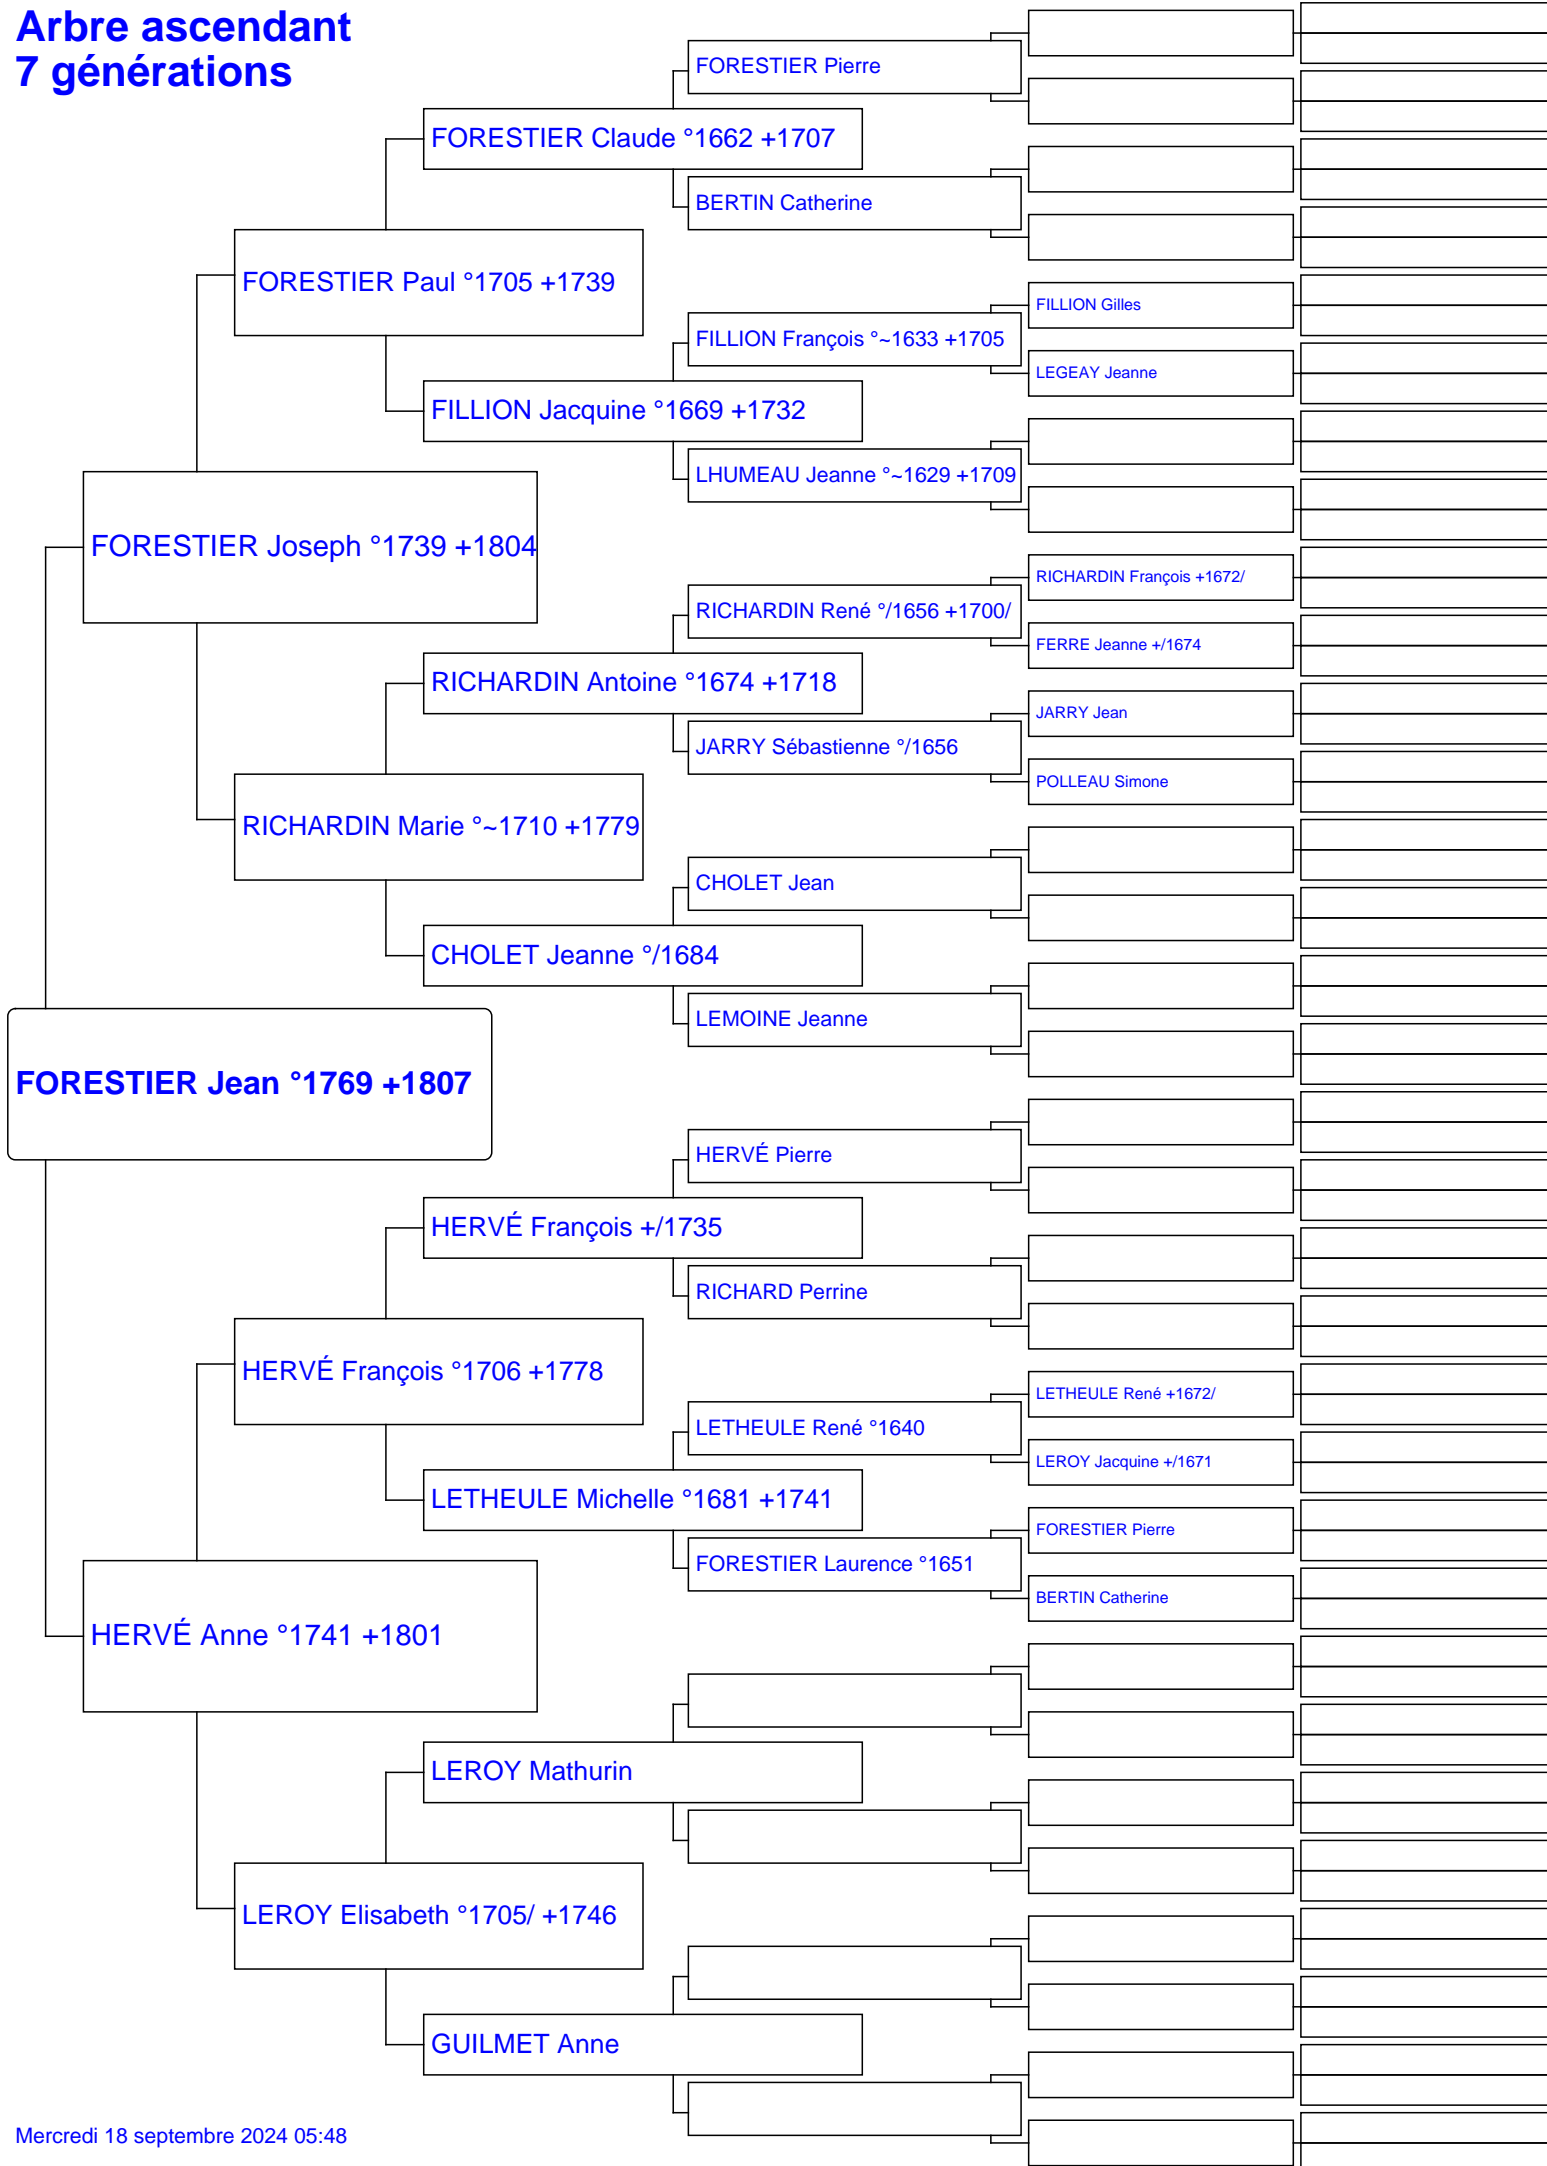 Arbre ascendant
7 générations
FORESTIER Pierre
FORESTIER Claude °1662 +1707
BERTIN Catherine
FORESTIER Paul °1705 +1739
FILLION Gilles
FILLION François °~1633 +1705
LEGEAY Jeanne
FILLION Jacquine °1669 +1732
LHUMEAU Jeanne °~1629 +1709
FORESTIER Joseph °1739 +1804
RICHARDIN François +1672/
RICHARDIN René °/1656 +1700/
FERRE Jeanne +/1674
RICHARDIN Antoine °1674 +1718
JARRY Jean
JARRY Sébastienne °/1656
POLLEAU Simone
RICHARDIN Marie °~1710 +1779
CHOLET Jean
CHOLET Jeanne °/1684
LEMOINE Jeanne
FORESTIER Jean °1769 +1807
HERVÉ Pierre
HERVÉ François +/1735
RICHARD Perrine
HERVÉ François °1706 +1778
LETHEULE René +1672/
LETHEULE René °1640
LEROY Jacquine +/1671
LETHEULE Michelle °1681 +1741
FORESTIER Pierre
FORESTIER Laurence °1651
BERTIN Catherine
HERVÉ Anne °1741 +1801
LEROY Mathurin
LEROY Elisabeth °1705/ +1746
GUILMET Anne
Mercredi 18 septembre 2024 05:48